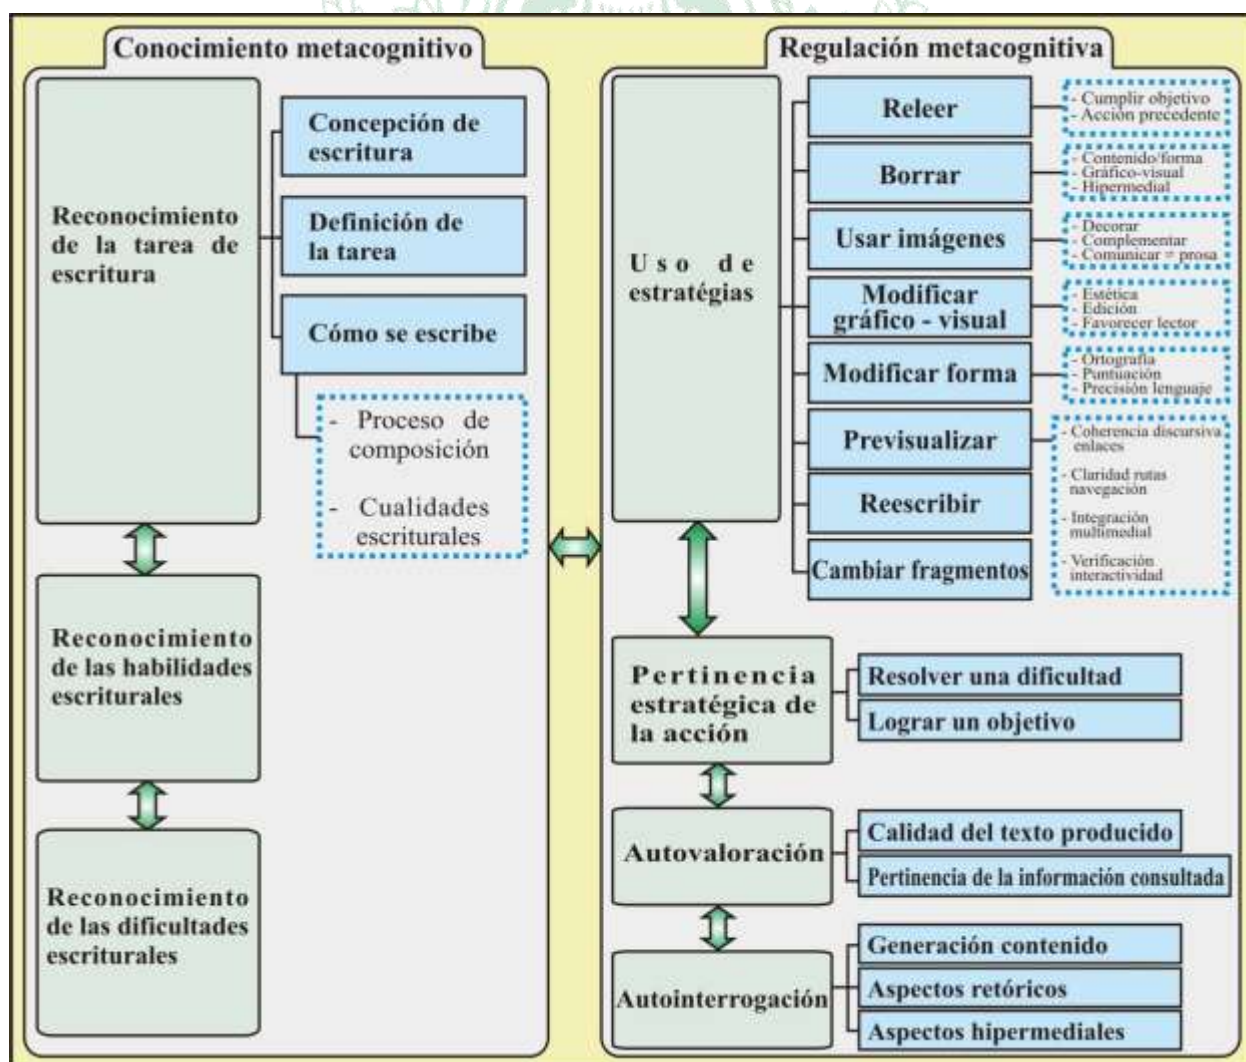 Conocimiento metacognitivo
Reconocimiento
de la tarea de
escritura
Concepción de
escritura
Definición de
la tarea
Cómo se escribe
- Proceso de
composición
- Cualidades
escriturales
Reconocimiento
de las habilidades
escriturales
Reconocimiento
de las dificultades
escriturales
Regulación metacognitiva
Uso de
estratégias
Releer
- Cumplir objetivo
- Acción precedente
Borrar
- Contenido/forma
- Gráfico-visual
- Hipermedial
Usar imágenes
- Decorar
- Complementar
- Comunicar = prosa
Modificar
gráfico - visual
- Estética
- Edición
- Favorecer lector
Modificar forma
- Ortografía
- Puntuación
- Precisión lenguaje
Previsualizar
- Coherencia discursiva
enlaces
- Claridad rutas
navegación
- Integración
multimedial
- Verificación
interactividad
Reescribir
Cambiar fragmentos
Pertinencia
estratégica de
la acción
Resolver una dificultad
Lograr un objetivo
Autovaloración
Calidad del texto producido
Pertinencia de la información consultada
Autointerrogación
Generación contenido
Aspectos retóricos
Aspectos hipermediales